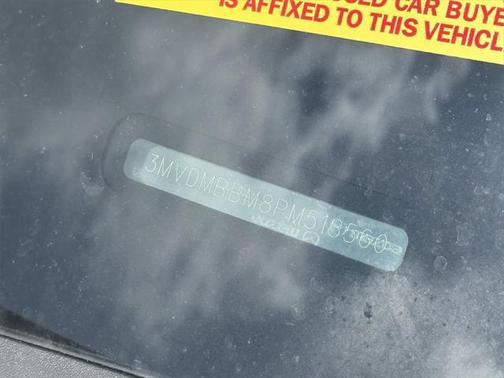 USED CAR BUYE
IS AFFIXED TO THIS VEHICL
3MVDMBBM8PM518560